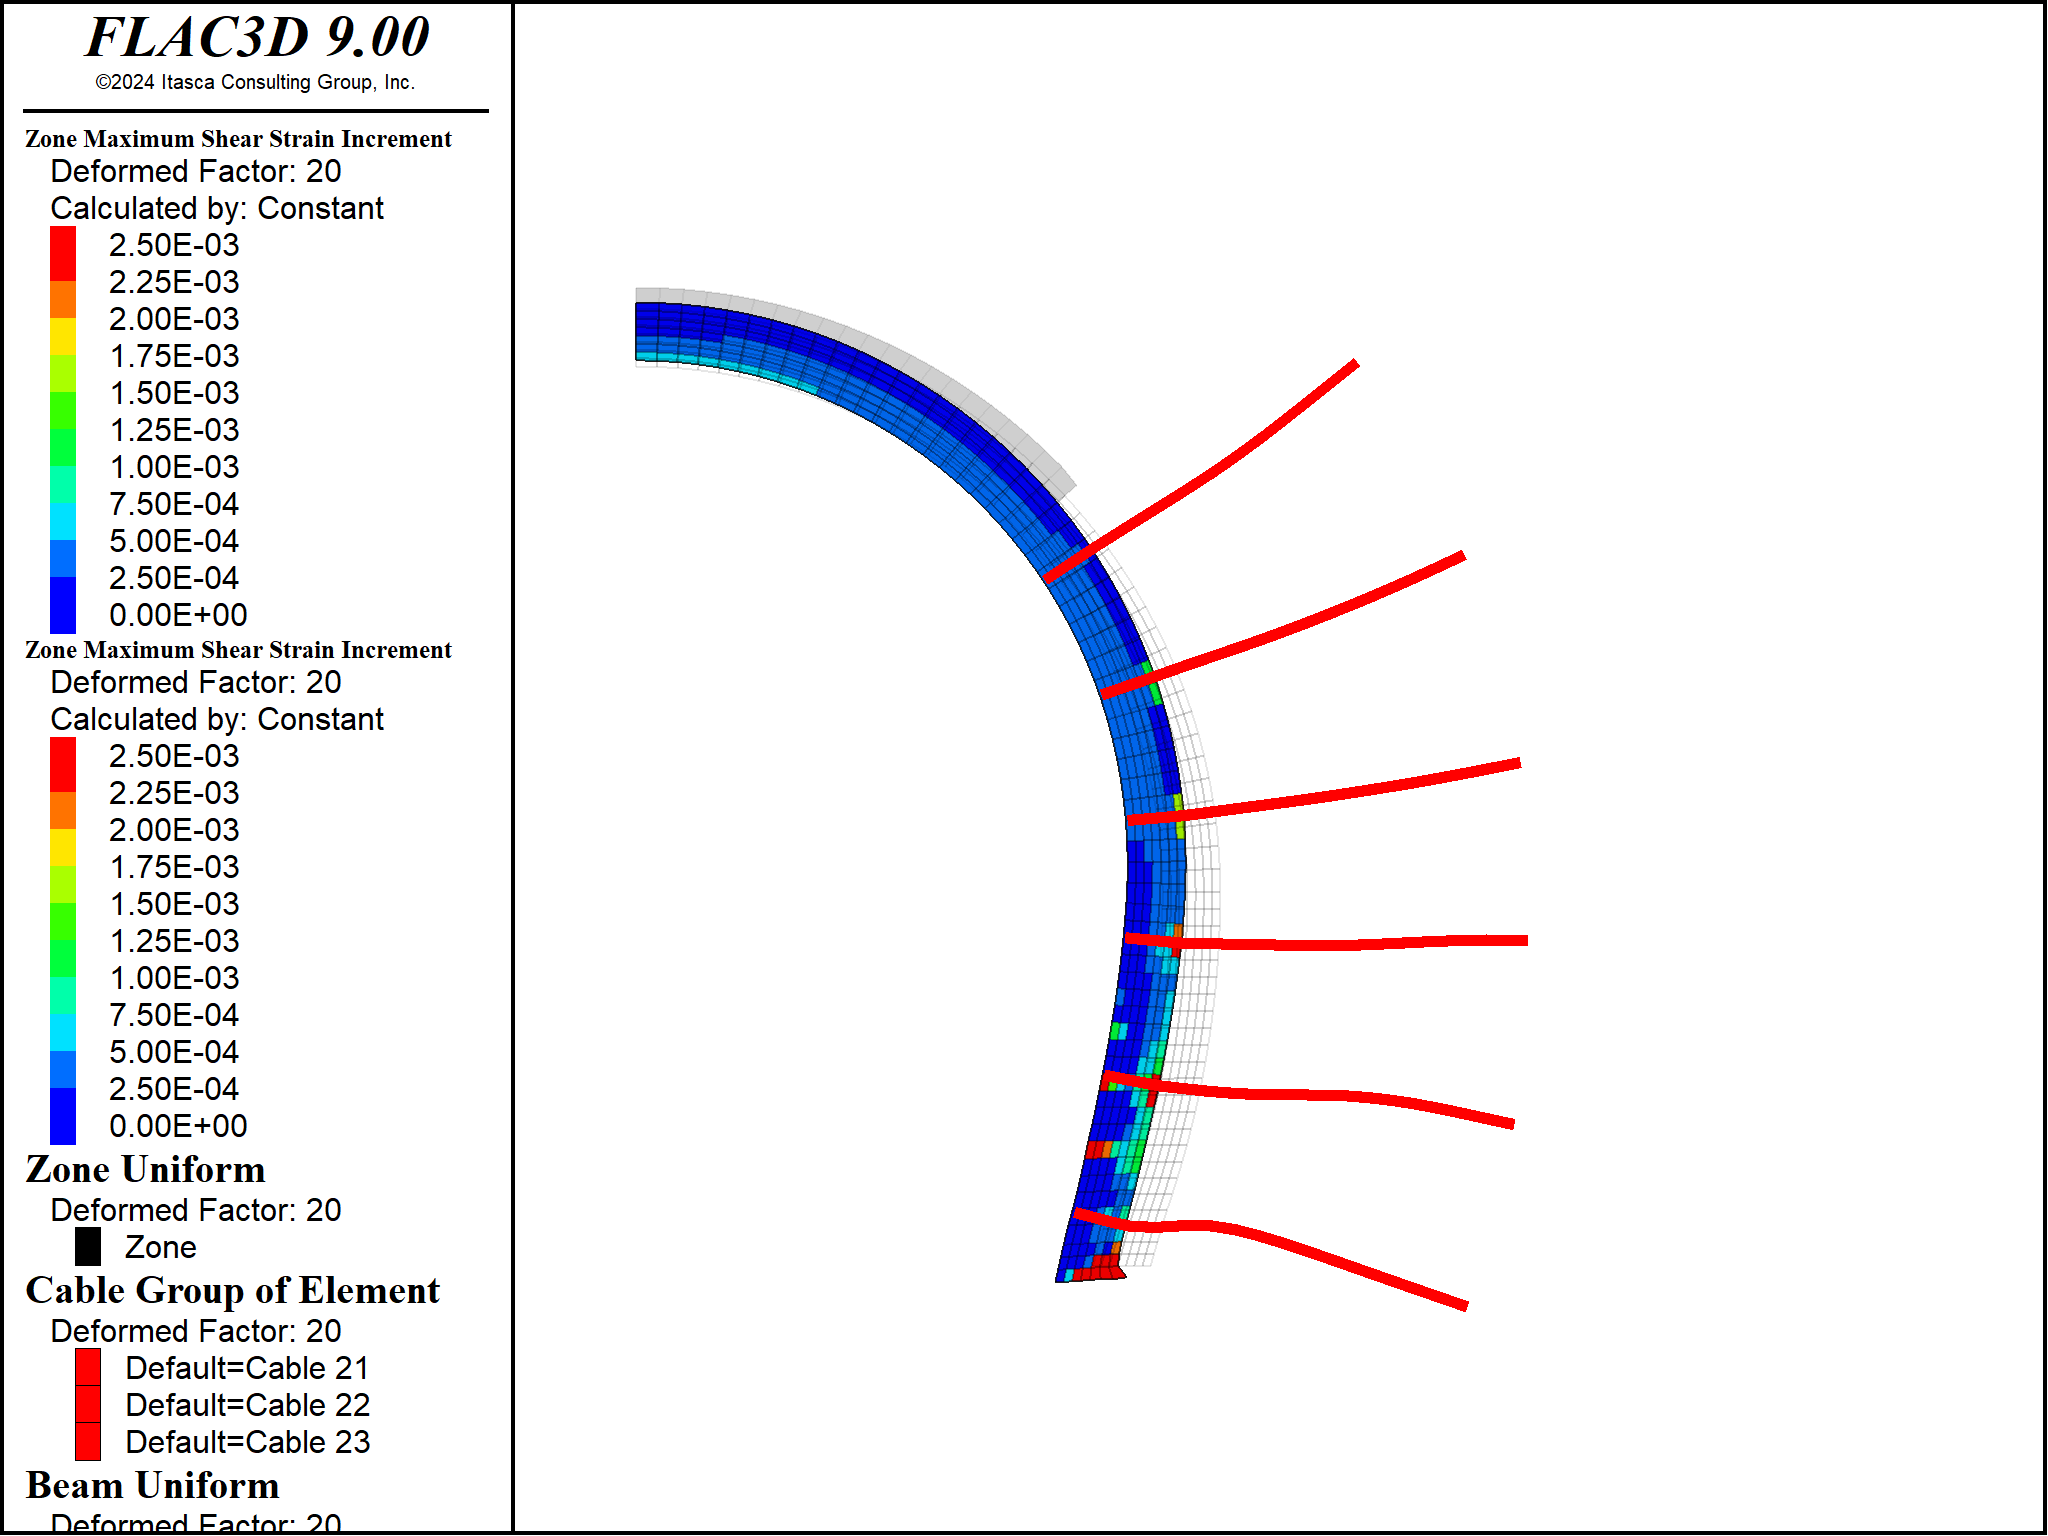 FLAC3D 9.00
©2024 Itasca Consulting Group, Inc.
Zone Maximum Shear Strain Increment
Deformed Factor: 20
Calculated by: Constant
2.50E-03
2.25E-03
2.00E-03
1.75E-03
1.50E-03
1.25E-03
1.00E-03
7.50E-04
5.00E-04
2.50E-04
0.00E+00
Zone Maximum Shear Strain Increment
Deformed Factor: 20
Calculated by: Constant
2.50E-03
2.25E-03
2.00E-03
1.75E-03
1.50E-03
1.25E-03
1.00E-03
7.50E-04
5.00E-04
2.50E-04
0.00E+00
Zone Uniform
Deformed Factor: 20
Zone
Cable Group of Element
Deformed Factor: 20
Default=Cable 21
Default=Cable 22
Default=Cable 23
Beam Uniform
Deformed Factor: 20